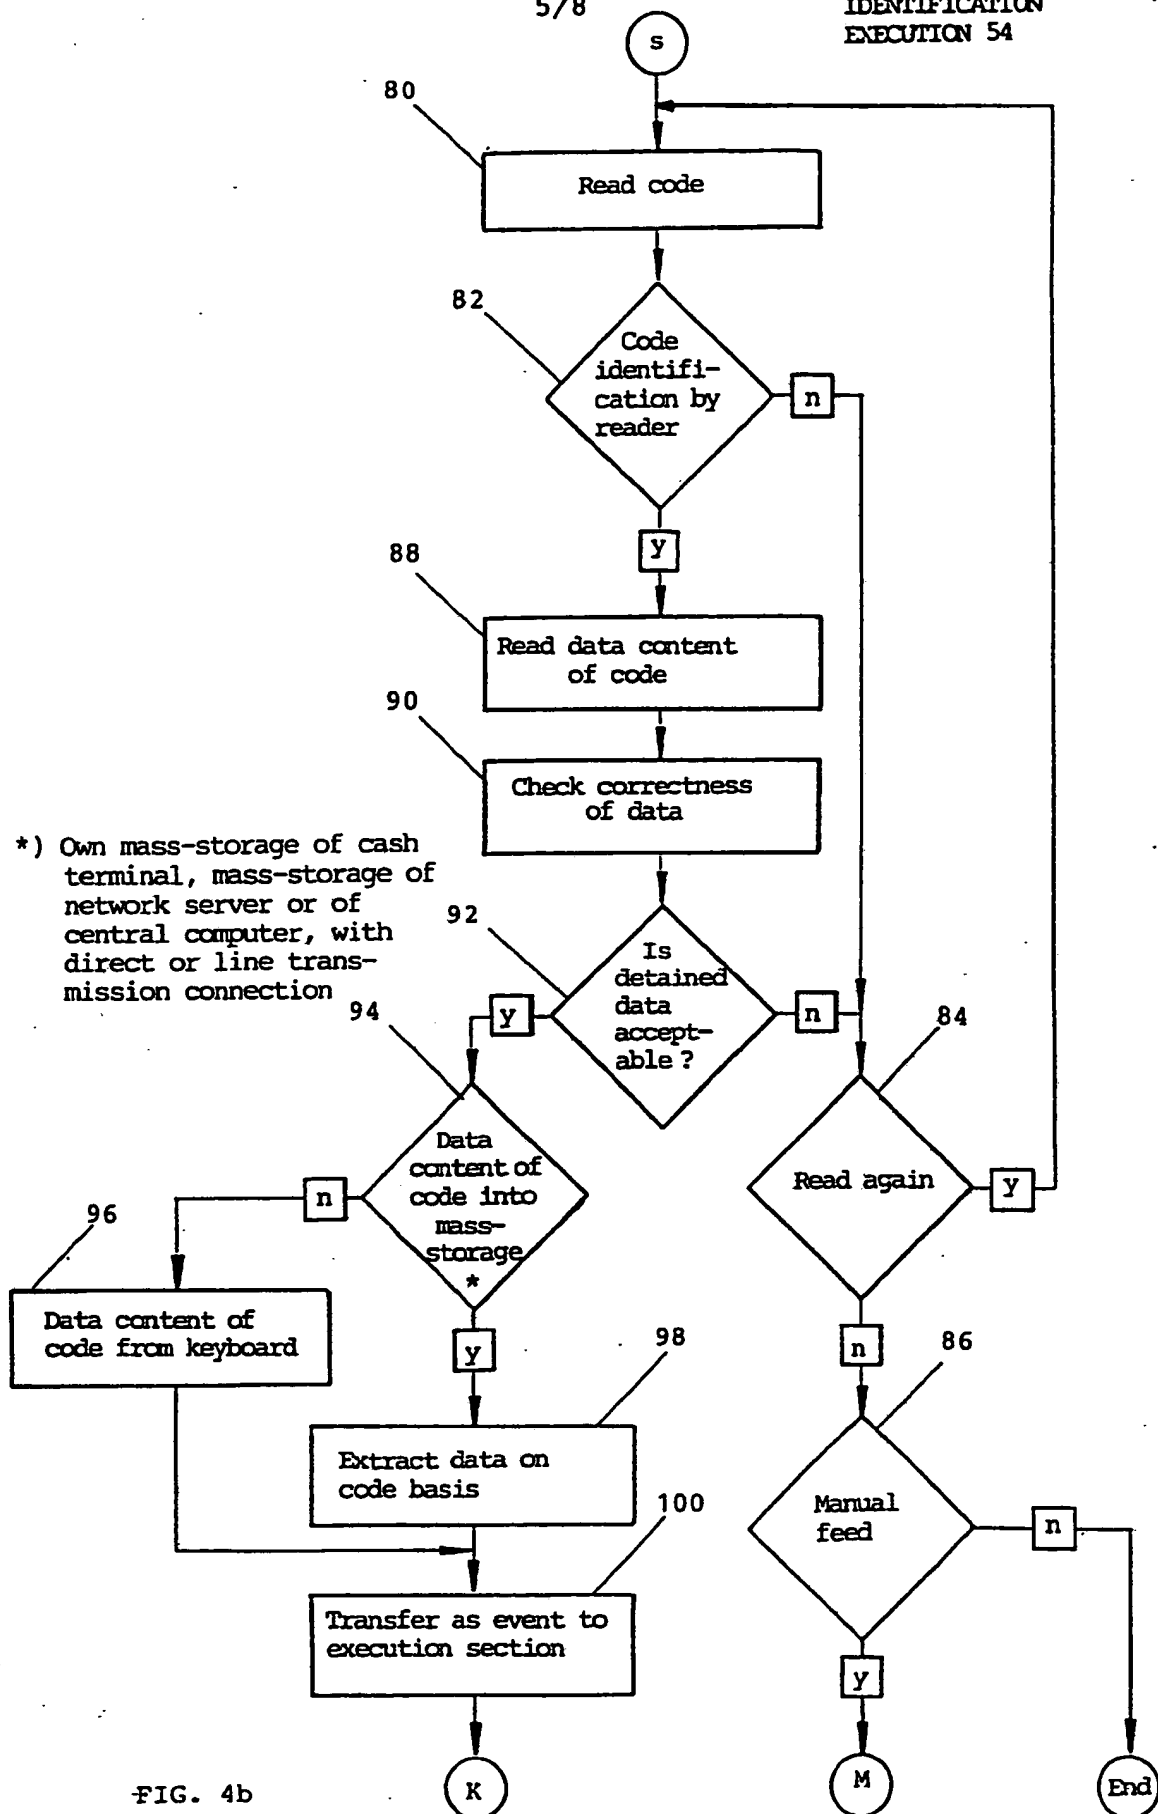 5/8
IDENTIFICATION
EXECUTION 54
s
80
Read code
82
Code
identifi-
cation by
reader
n
y
88
Read data content
of code
90
Check correctness
of data
*) Own mass-storage of cash
terminal, mass-storage of
network server or of
central computer, with
direct or line trans-
mission connection
92
Is
detained
data
accept-
able?
y
n
94
84
Data
content of
code into
mass-
storage
*
n
Read again
y
96
Data content of
code from keyboard
y
98
n
86
Extract data on
code basis
100
Manual
feed
n
Transfer as event to
execution section
y
FIG. 4b
K
M
End